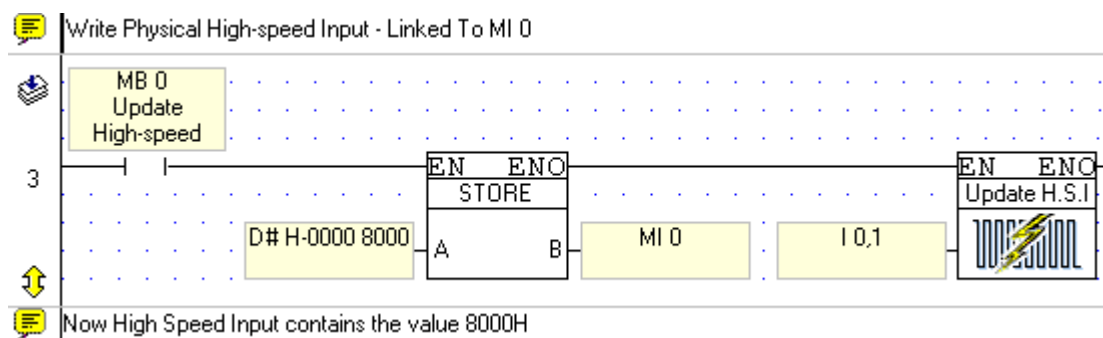 Write Physical High-speed Input - Linked To MI 0
MB 0
Update
High-speed
3
EN ENO
STORE
EN ENO
Update H.S.I
D# H-0000 8000
A B
MI 0
I 0,1
Now High Speed Input contains the value 8000H